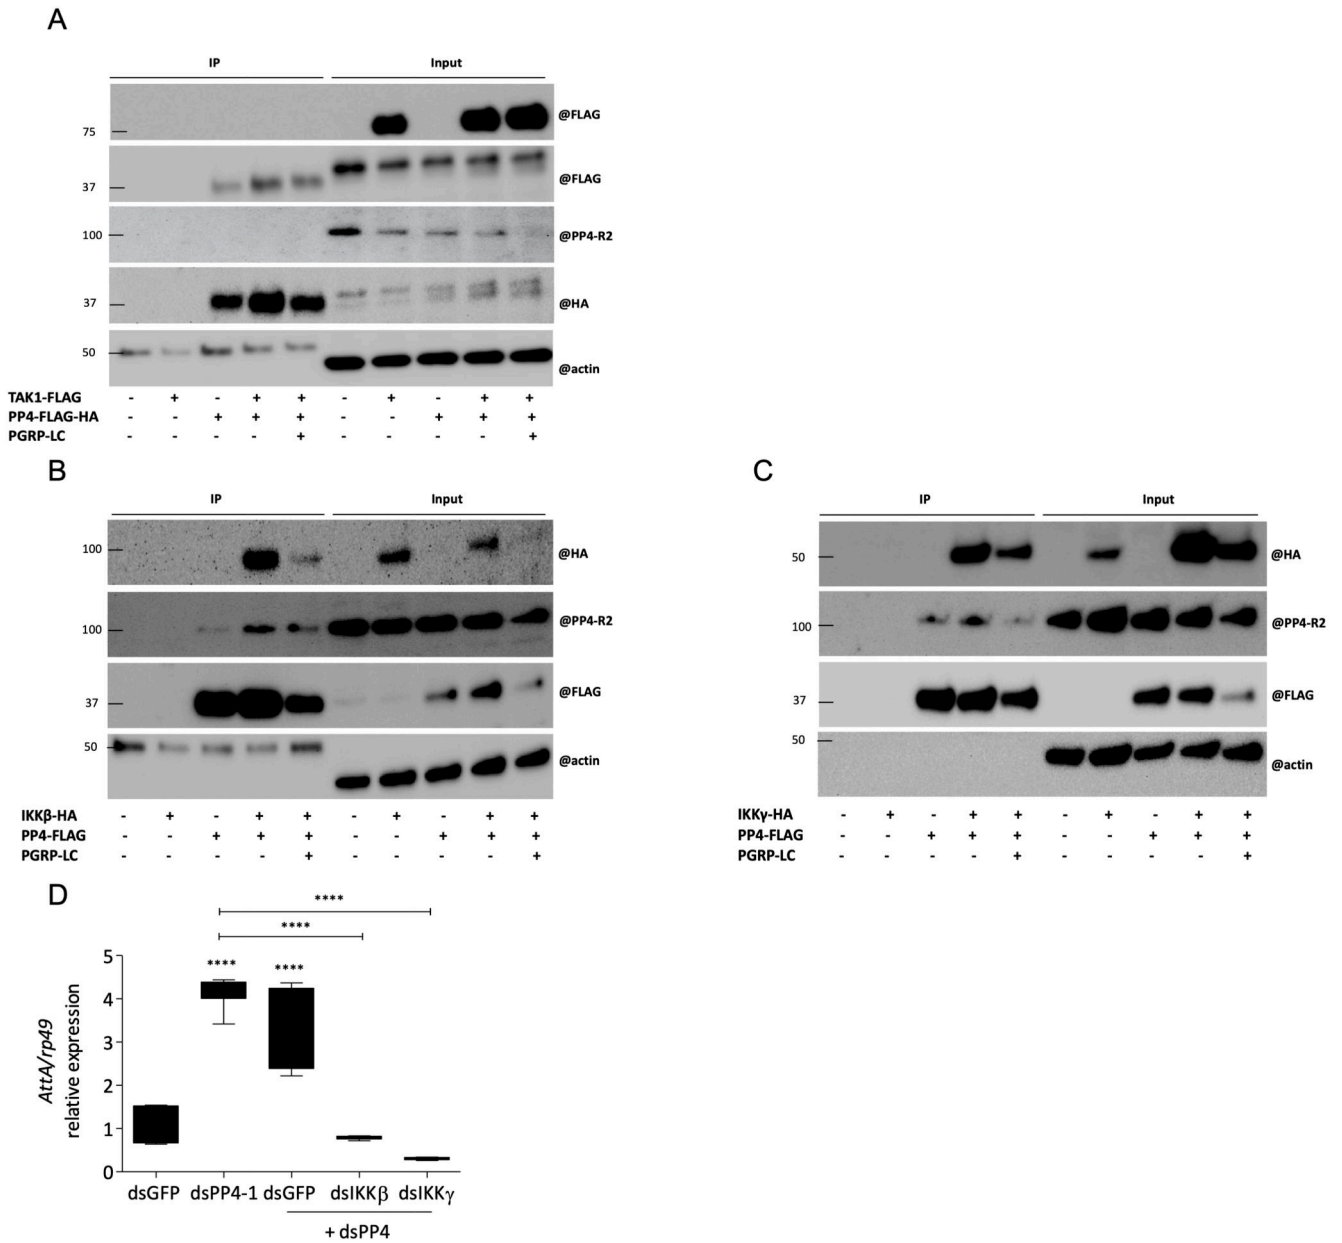 A
IP Input
75 @FLAG
37 @FLAG
100 @PP4-R2
37 @HA
50 @actin
TAK1-FLAG - + - + + - + - + +
PP4-FLAG-HA - - + + + - - + + +
PGRP-LC - - - - + - - - - +
B
IP Input
100 @HA
100 @PP4-R2
37 @FLAG
50 @actin
IKKβ-HA - + - + + - + - + +
PP4-FLAG - - + + + - - + + +
PGRP-LC - - - - + - - - - +
C
IP Input
50 @HA
100 @PP4-R2
37 @FLAG
50 @actin
IKKγ-HA - + - + + - + - + +
PP4-FLAG - - + + + - - + + +
PGRP-LC - - - - + - - - - +
D
****
****
**** ****
AttA/rp49
relative expression
5
4
3
2
1
0
dsGFP dsPP4-1 dsGFP dsIKKβ dsIKKγ
+ dsPP4